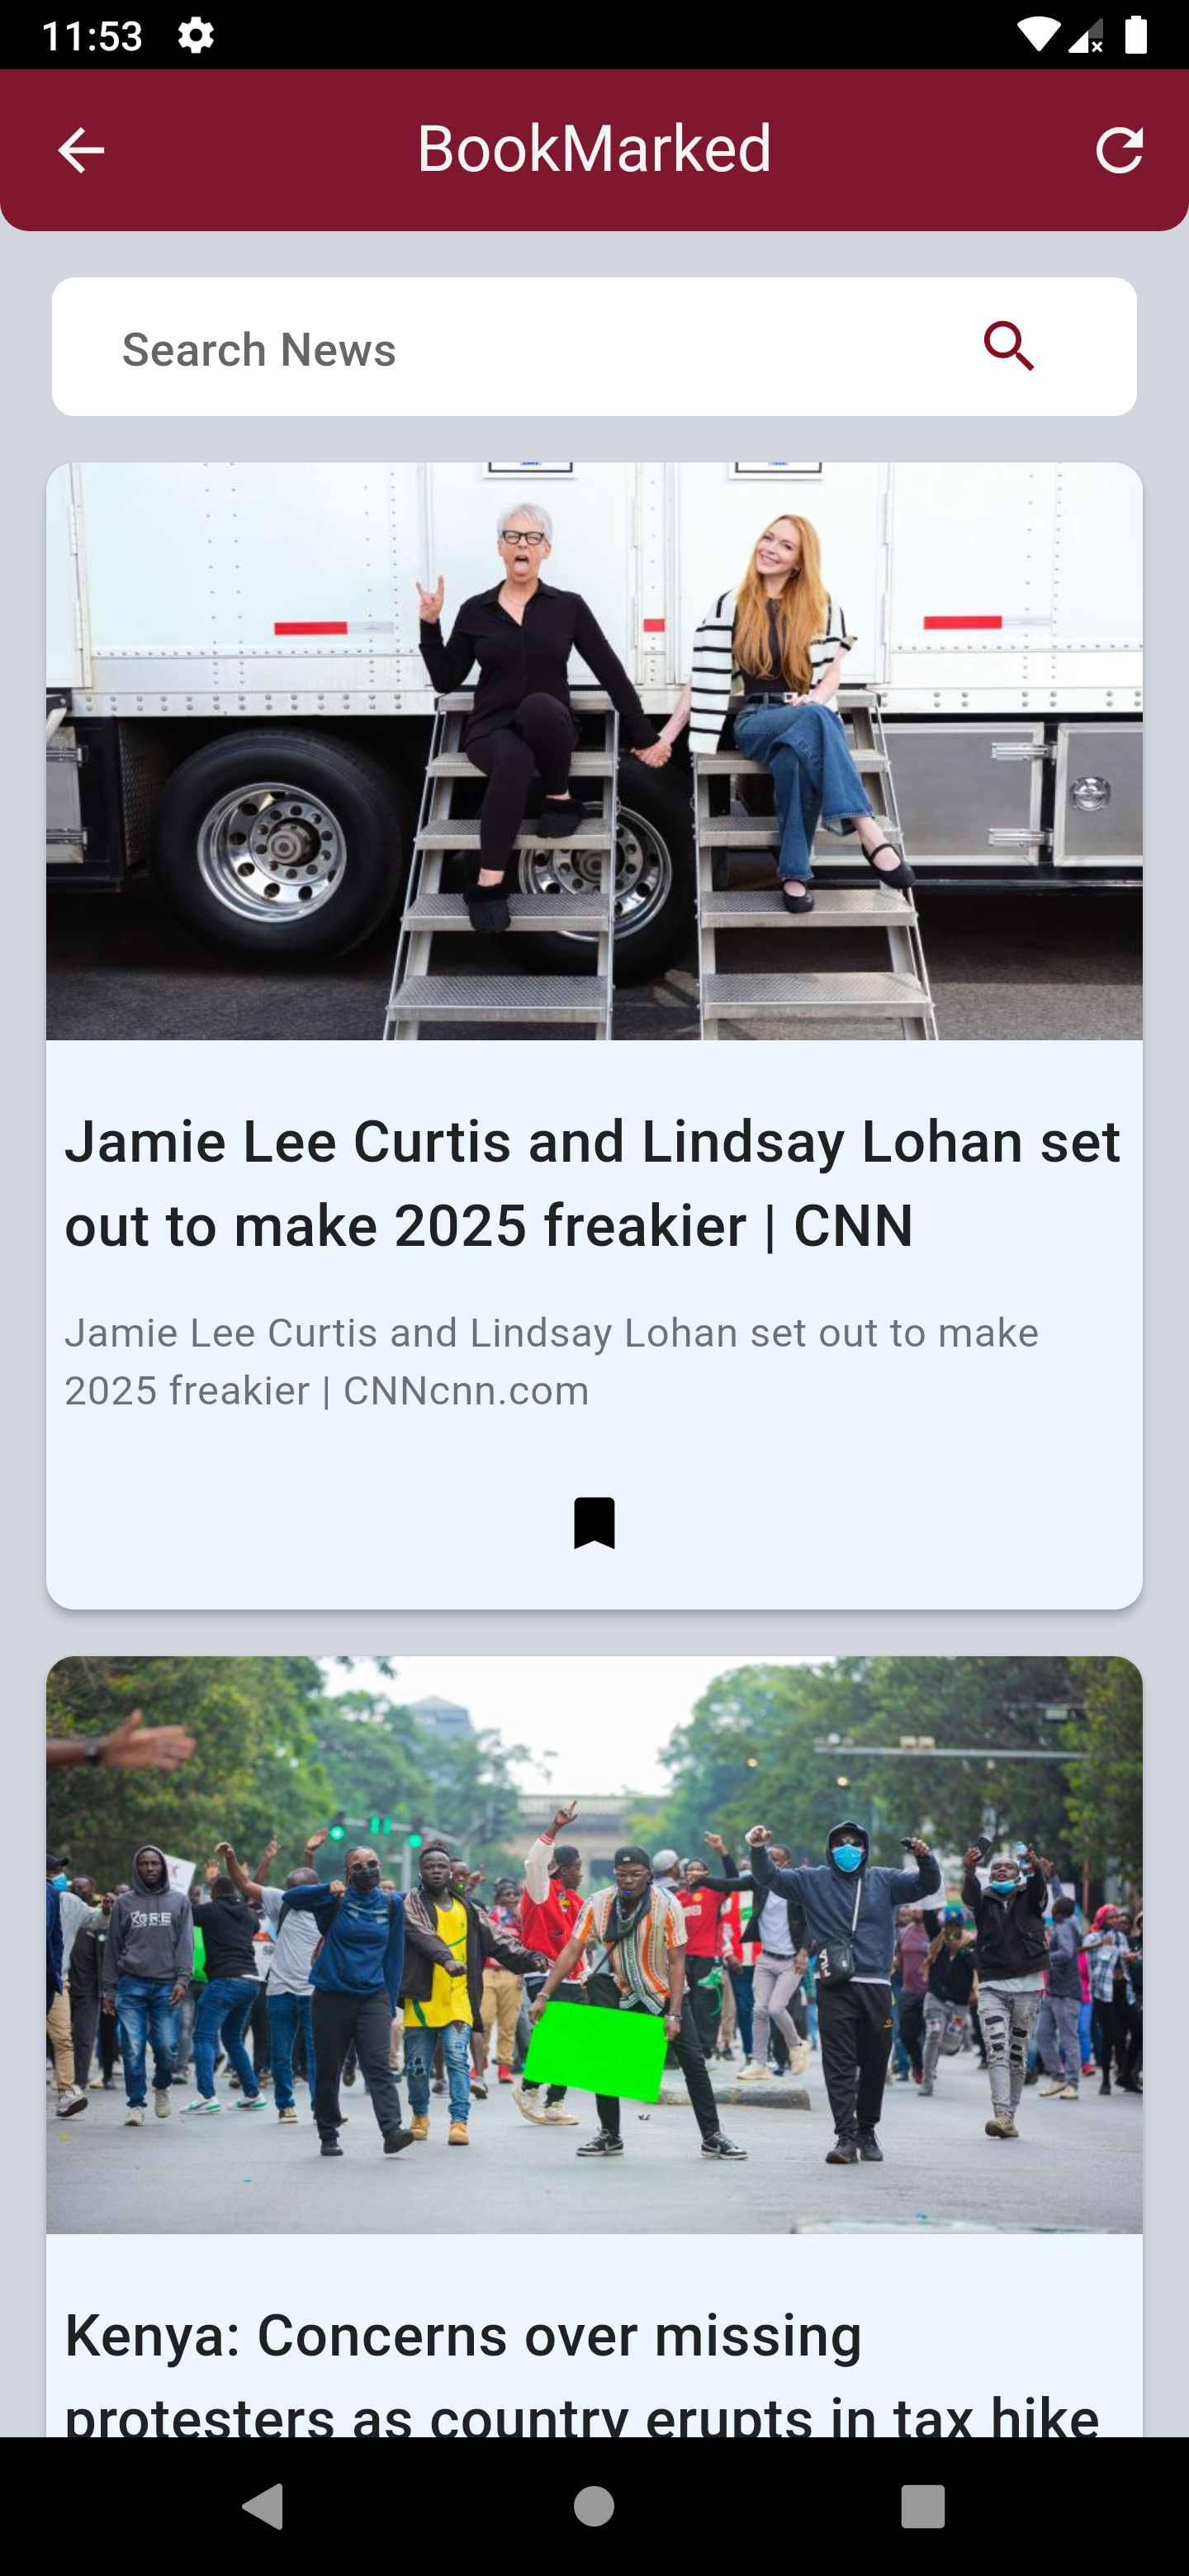 11:53
BookMarked
Search News
Jamie Lee Curtis and Lindsay Lohan set
out to make 2025 freakier | CNN
Jamie Lee Curtis and Lindsay Lohan set out to make
2025 freakier | CNNcnn.com
Kenya: Concerns over missing
protesters as country erupts in tax hike